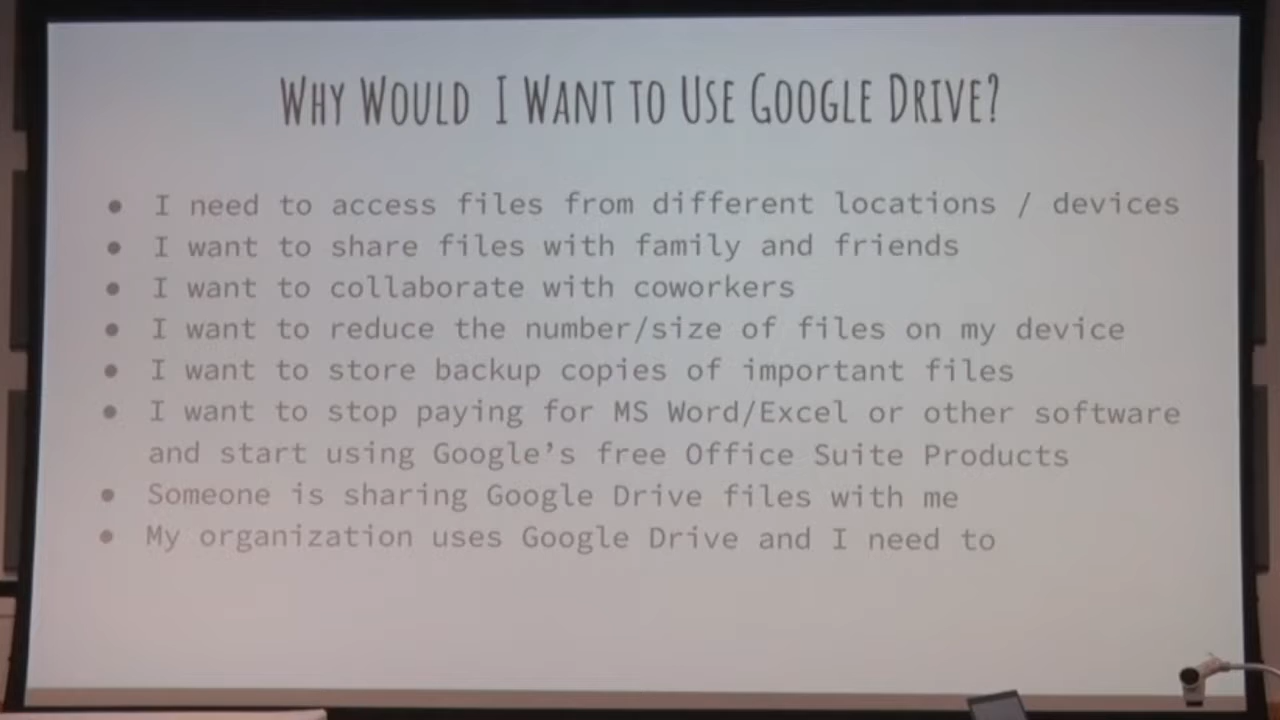 WHY WOULD I WANT TO USE GOOGLE DRIVE?
● I need to access files from different locations / devices
● I want to share files with family and friends
● I want to collaborate with coworkers
● I want to reduce the number/size of files on my device
● I want to store backup copies of important files
● I want to stop paying for MS Word/Excel or other software
and start using Google’s free Office Suite Products
● Someone is sharing Google Drive files with me
● My organization uses Google Drive and I need to